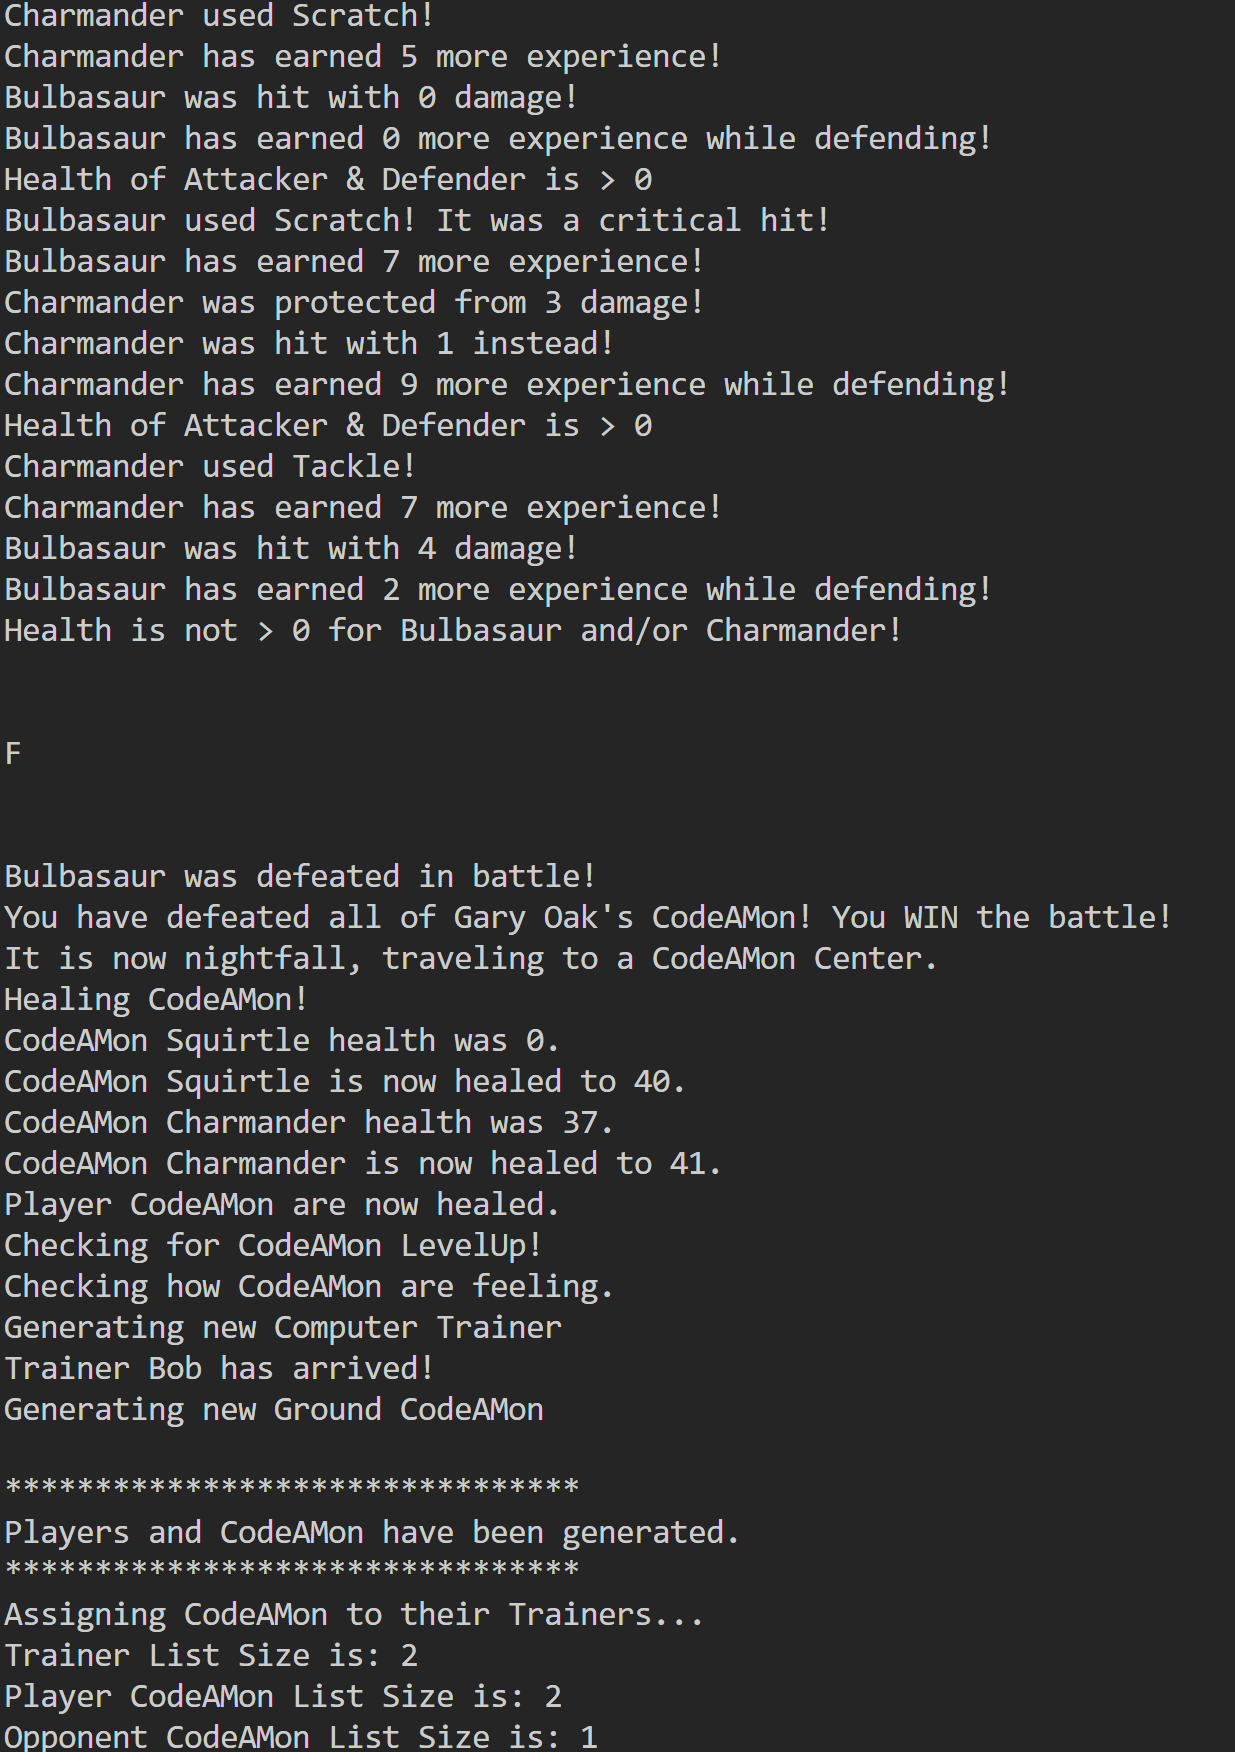 Charmander used Scratch!
Charmander has earned 5 more experience!
Bulbasaur was hit with 0 damage!
Bulbasaur has earned 0 more experience while defending!
Health of Attacker & Defender is > 0
Bulbasaur used Scratch! It was a critical hit!
Bulbasaur has earned 7 more experience!
Charmander was protected from 3 damage!
Charmander was hit with 1 instead!
Charmander has earned 9 more experience while defending!
Health of Attacker & Defender is > 0
Charmander used Tackle!
Charmander has earned 7 more experience!
Bulbasaur was hit with 4 damage!
Bulbasaur has earned 2 more experience while defending!
Health is not > 0 for Bulbasaur and/or Charmander!
F
Bulbasaur was defeated in battle!
You have defeated all of Gary Oak's CodeAMon! You WIN the battle!
It is now nightfall, traveling to a CodeAMon Center.
Healing CodeAMon!
CodeAMon Squirtle health was 0.
CodeAMon Squirtle is now healed to 40.
CodeAMon Charmander health was 37.
CodeAMon Charmander is now healed to 41.
Player CodeAMon are now healed.
Checking for CodeAMon LevelUp!
Checking how CodeAMon are feeling.
Generating new Computer Trainer
Trainer Bob has arrived!
Generating new Ground CodeAMon
********************************
Players and CodeAMon have been generated.
********************************
Assigning CodeAMon to their Trainers...
Trainer List Size is: 2
Player CodeAMon List Size is: 2
Opponent CodeAMon List Size is: 1